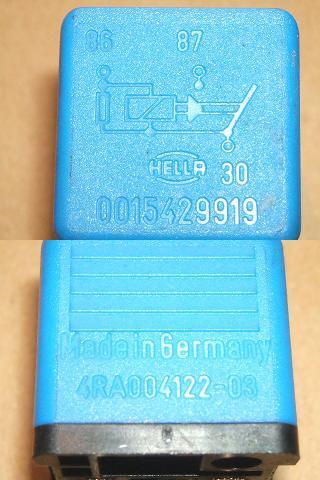 86 87
HELLA 30
0015429919
Made in Germany
4RA004122-03